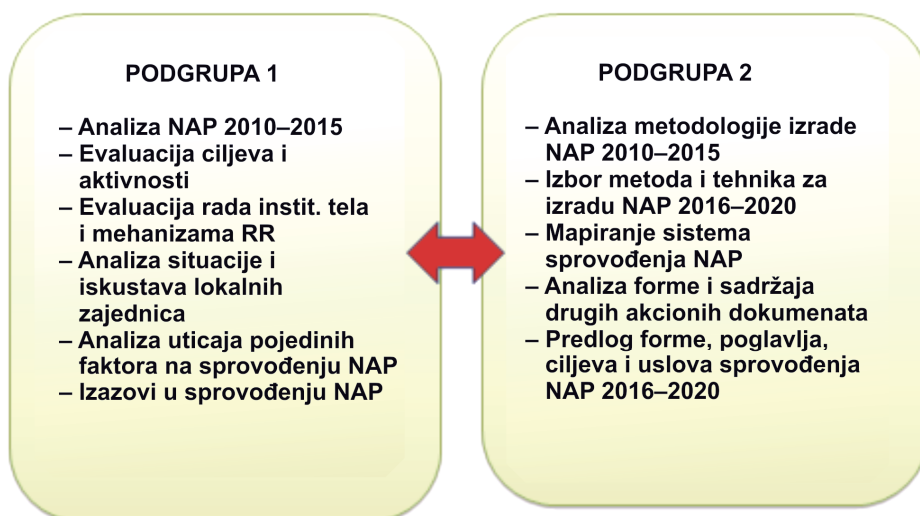 PODGRUPA 1
– Analiza NAP 2010–2015
– Evaluacija ciljeva i
aktivnosti
– Evaluacija rada instit. tela
i mehanizama RR
– Analiza situacije i
iskustava lokalnih
zajednica
– Analiza uticaja pojedinih
faktora na sprovođenju NAP
– Izazovi u sprovođenju NAP
PODGRUPA 2
– Analiza metodologije izrade
NAP 2010–2015
– Izbor metoda i tehnika za
izradu NAP 2016–2020
– Mapiranje sistema
sprovođenja NAP
– Analiza forme i sadržaja
drugih akcionih dokumenata
– Predlog forme, poglavlja,
ciljeva i uslova sprovođenja
NAP 2016–2020